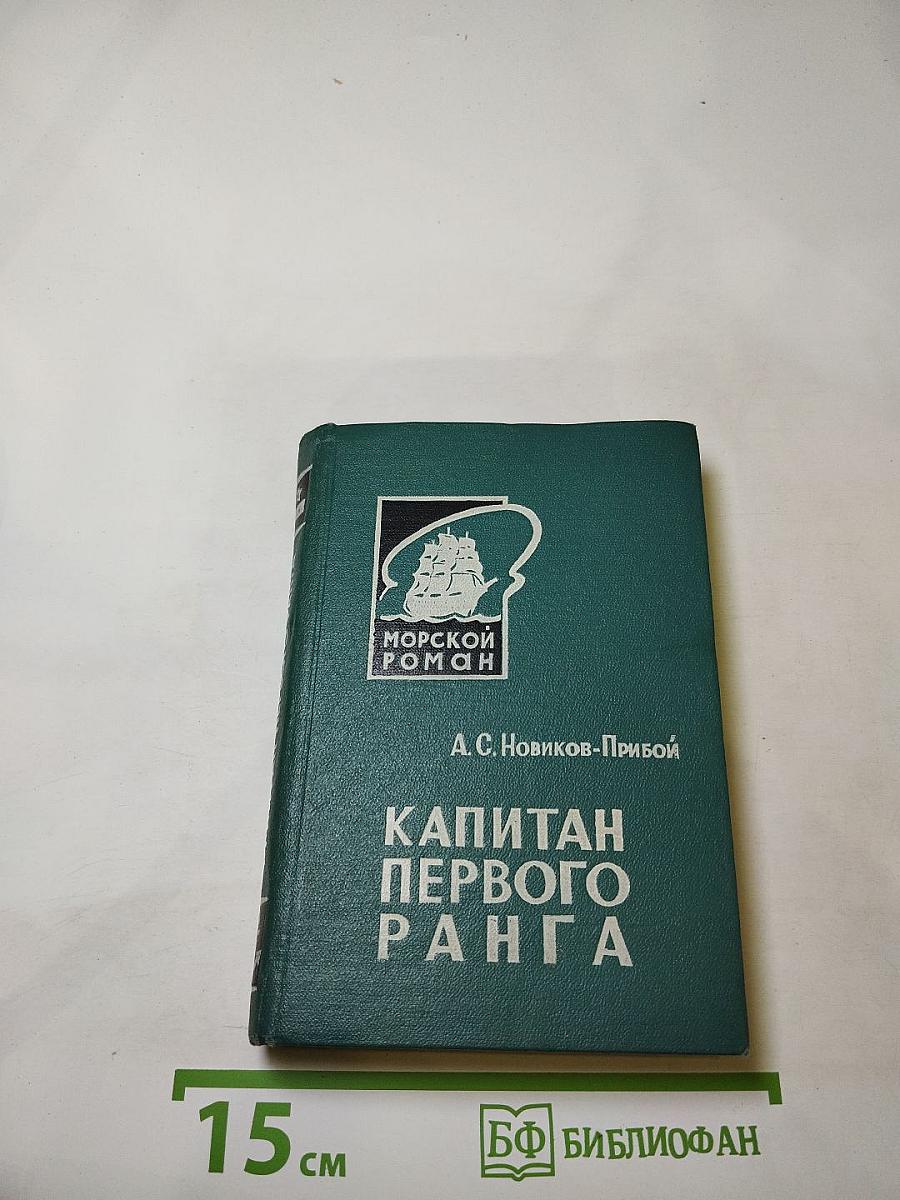 МОРСКОЙ
РОМАН
А. С. Новиков-Прибой
КАПИТАН
ПЕРВОГО
РАНГА
15 см
БФ БИБЛИОФАН